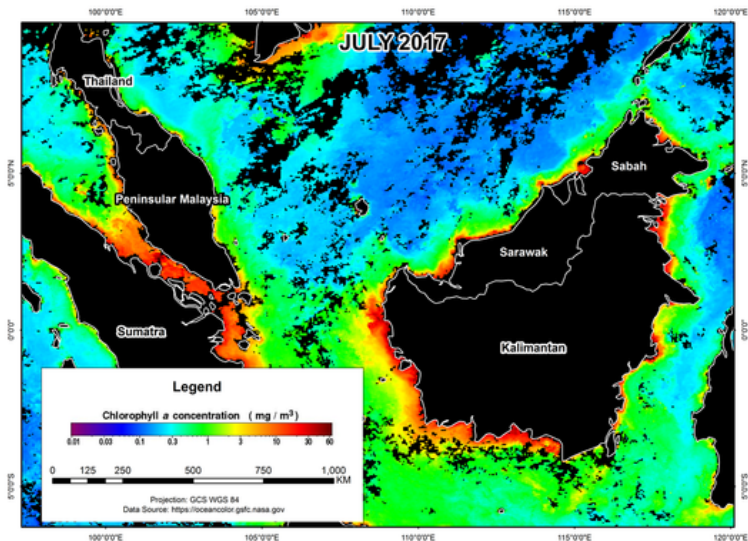 100°0'0"E 105°0'0"E 110°0'0"E 115°0'0"E 120°0'0"E
JULY 2017
Thailand
Sabah
5°0'0"N 5°0'0"N
Peninsular Malaysia
Sarawak
0°0'0" 0°0'0"
Sumatra
Kalimantan
Legend
Chlorophyll a concentration ( mg / m³)
0.01 0.03 0.1 0.3 1 3 10 30 60
0 125 250 500 750 1,000
KM
Projection: GCS WGS 84
Data Source: https://oceancolor.gsfc.nasa.gov
5°0'0"S 5°0'0"S
100°0'0"E 105°0'0"E 110°0'0"E 115°0'0"E 120°0'0"E